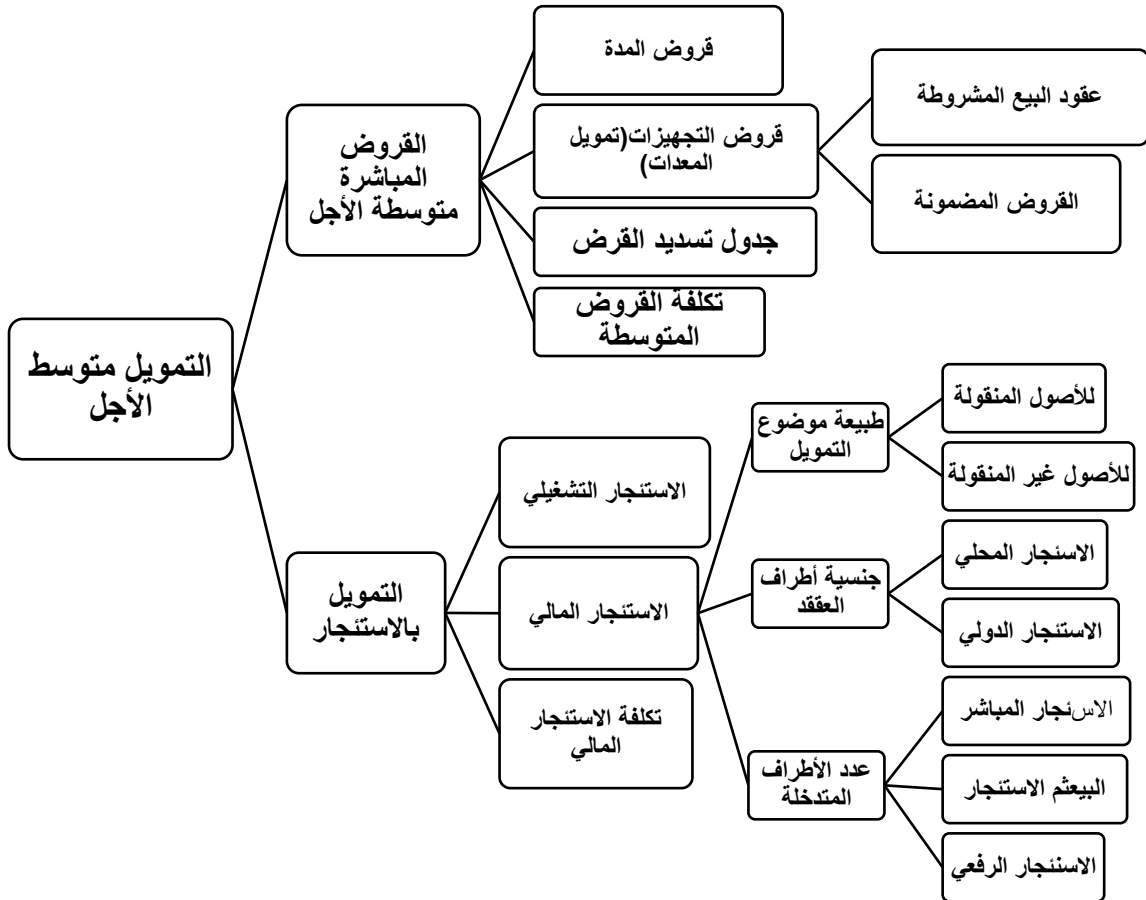 التمويل متوسط
الأجل
القروض
المباشرة
متوسطة الأجل
قروض المدة
قروض التجهيزات(تمويل
المعدات)
عقود البيع المشروطة
القروض المضمونة
جدول تسديد القرض
تكلفة القروض
المتوسطة
التمويل
بالاستئجار
الاستئجار التشغيلي
الاستئجار المالي
طبيعة موضوع
التمويل
للأصول المنقولة
للأصول غير المنقولة
جنسية أطراف
العققد
الاسئجار المحلي
الاستئجار الدولي
عدد الأطراف
المتدخلة
الاسئجار المباشر
البيعثم الاستئجار
الاستئجار الرفعي
تكلفة الاستئجار
المالي